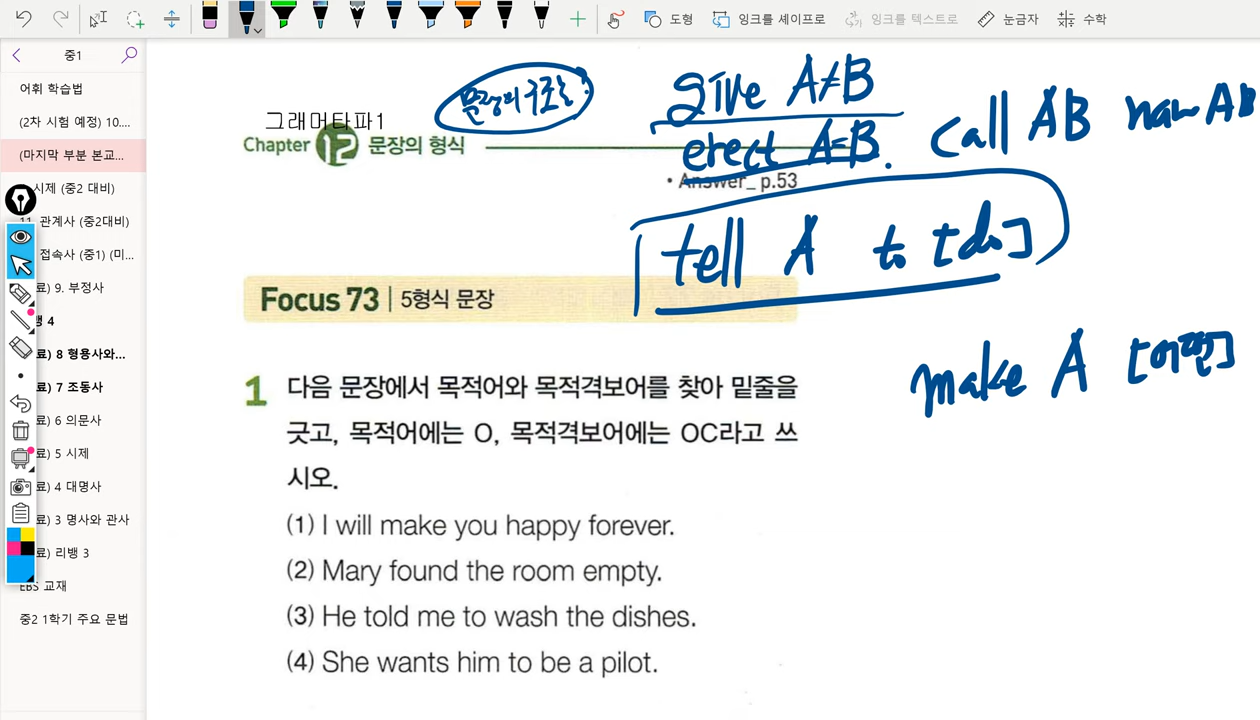 도형
잉크를 셰이프로
잉크를 텍스트로
눈금자
수학
중1
어휘 학습법
(2차 시험 예정) 10....
(마지막 부분 본교...
시제 (중2 대비)
11. 관계사 (중2대비)
접속사 (중1) (미...
료) 9. 부정사
뱅 4
료) 8 형용사와...
료) 7 조동사
료) 6 의문사
료) 5 시제
료) 4 대명사
료) 3 명사와 관사
료) 리뱅 3
EBS 교재
중2 1학기 주요 문법
그래머타파1
give A≠B
erect A=B.
call AB
Chapter 12 문장의 형식
• Answer_ p.53
tell A to [do]
Focus 73 | 5형식 문장
make A [어떤]
1 다음 문장에서 목적어와 목적격보어를 찾아 밑줄을
긋고, 목적어에는 O, 목적격보어에는 OC라고 쓰
시오.
(1) I will make you happy forever.
(2) Mary found the room empty.
(3) He told me to wash the dishes.
(4) She wants him to be a pilot.